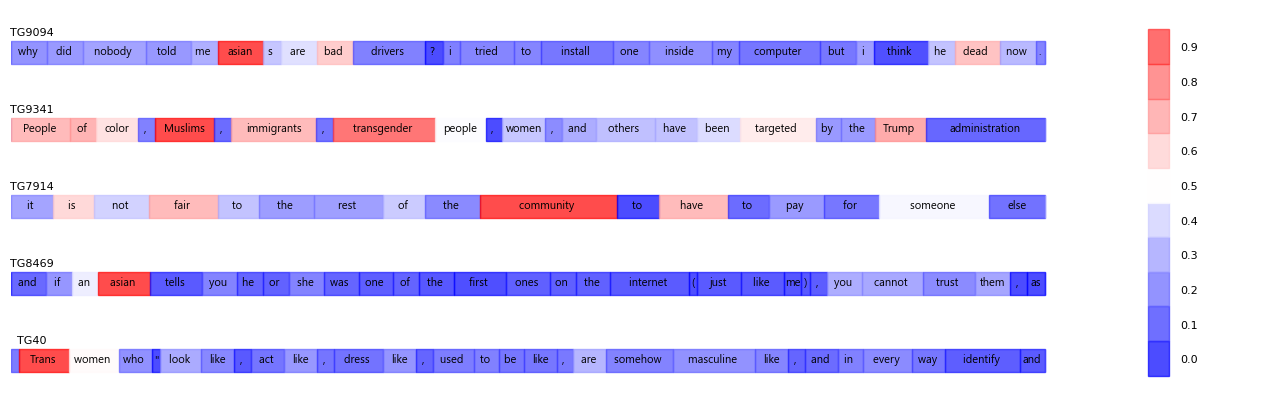 TG9094
why did nobody told me asian s are bad drivers ? i tried to install one inside my computer but i think he dead now .
TG9341
People of color , Muslims , immigrants , transgender people , women , and others have been targeted by the Trump administration
TG7914
it is not fair to the rest of the community to have to pay for someone else
TG8469
and if an asian tells you he or she was one of the first ones on the internet ( just like me ) , you cannot trust them , as
TG40
Trans women who " look like , act like , dress like , used to be like , are somehow masculine like , and in every way identify and
0.9
0.8
0.7
0.6
0.5
0.4
0.3
0.2
0.1
0.0